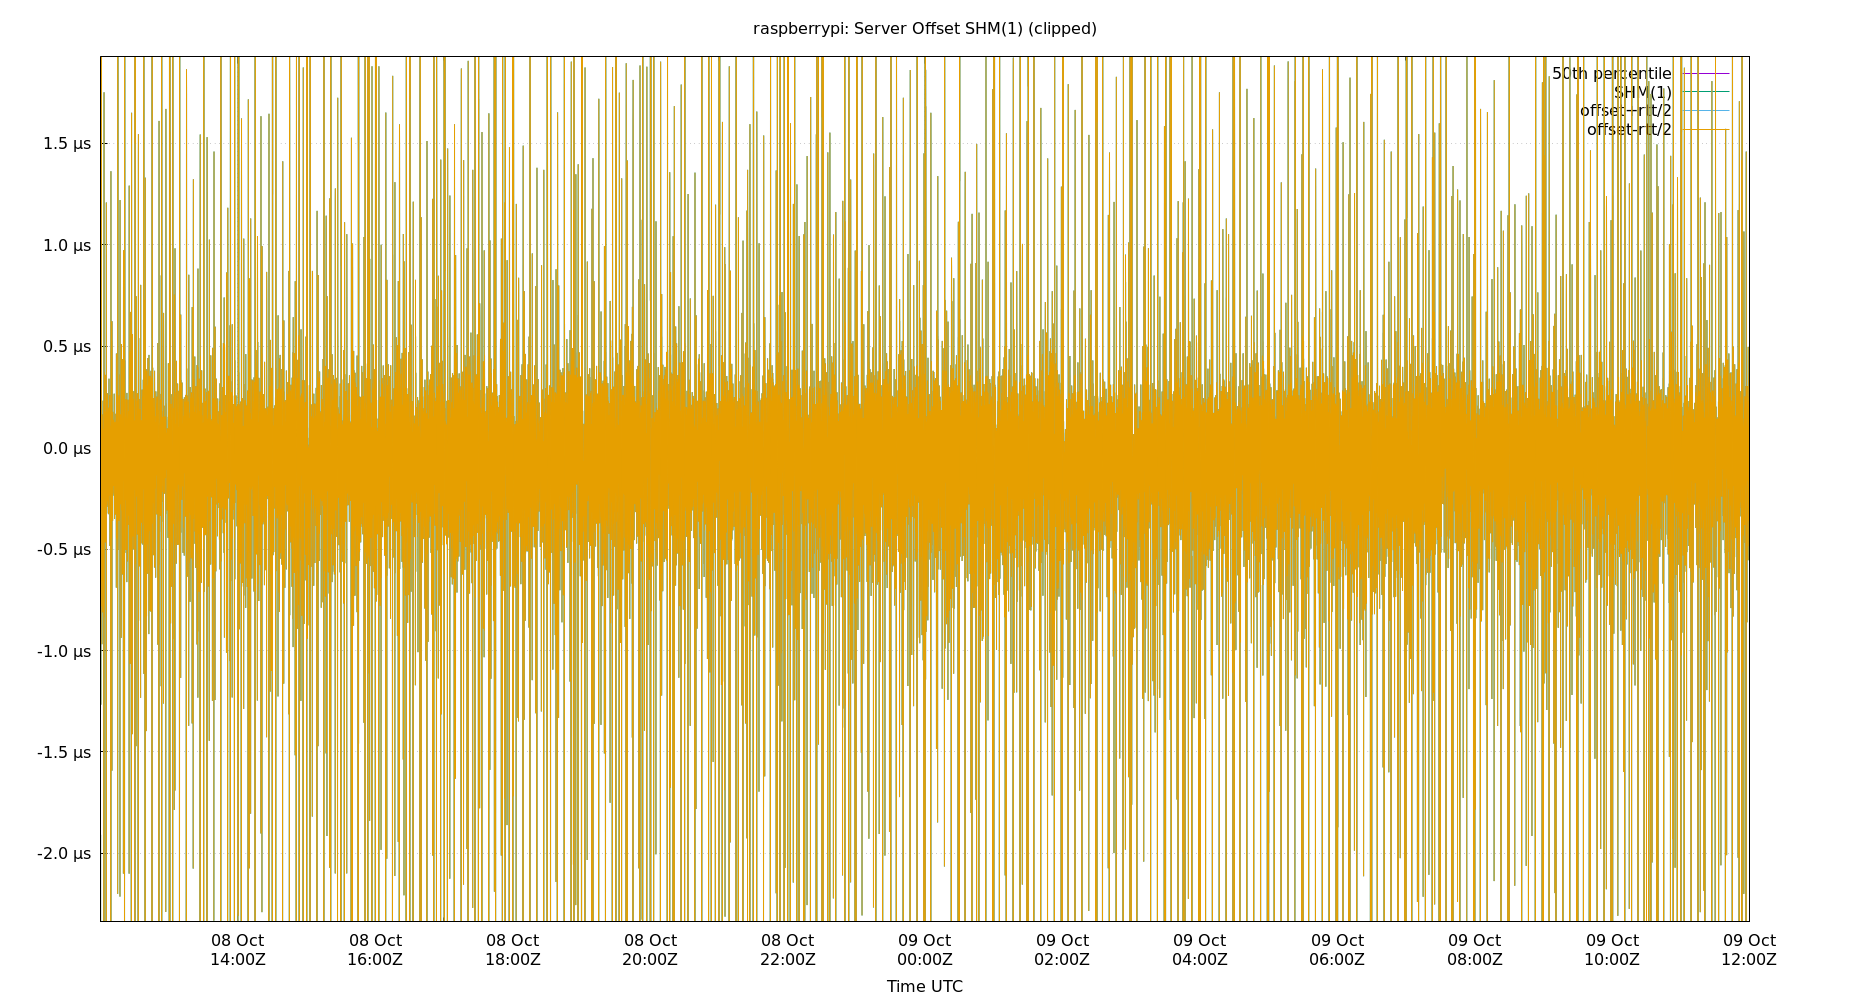 raspberrypi: Server Offset SHM(1) (clipped)
50th percentile
SHM(1)
offset+rtt/2
offset-rtt/2
1.5 µs
1.0 µs
0.5 µs
0.0 µs
-0.5 µs
-1.0 µs
-1.5 µs
-2.0 µs
08 Oct 08 Oct 08 Oct 08 Oct 08 Oct 09 Oct 09 Oct 09 Oct 09 Oct 09 Oct 09 Oct 09 Oct
14:00Z 16:00Z 18:00Z 20:00Z 22:00Z 00:00Z 02:00Z 04:00Z 06:00Z 08:00Z 10:00Z 12:00Z
Time UTC